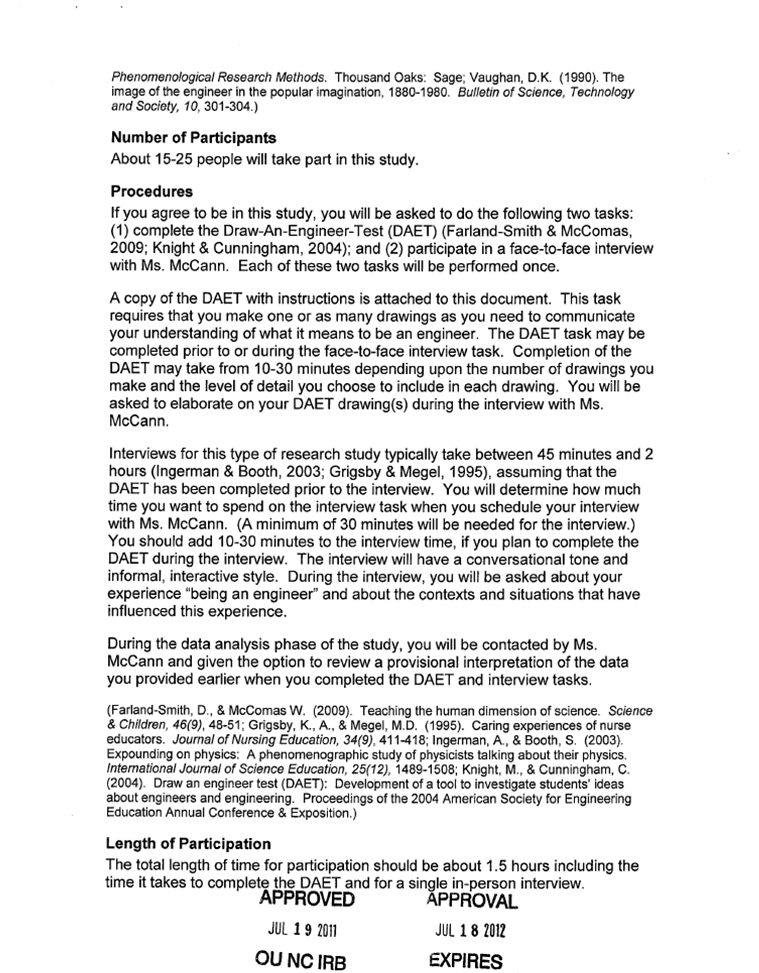 Phenomenological Research Methods. Thousand Oaks: Sage; Vaughan, D.K. (1990). The
image of the engineer in the popular imagination, 1880-1980. Bulletin of Science, Technology
and Society, 10, 301-304.)
Number of Participants
About 15-25 people will take part in this study.
Procedures
If you agree to be in this study, you will be asked to do the following two tasks:
(1) complete the Draw-An-Engineer-Test (DAET) (Farland-Smith & McComas,
2009; Knight & Cunningham, 2004); and (2) participate in a face-to-face interview
with Ms. McCann. Each of these two tasks will be performed once.
A copy of the DAET with instructions is attached to this document. This task
requires that you make one or as many drawings as you need to communicate
your understanding of what it means to be an engineer. The DAET task may be
completed prior to or during the face-to-face interview task. Completion of the
DAET may take from 10-30 minutes depending upon the number of drawings you
make and the level of detail you choose to include in each drawing. You will be
asked to elaborate on your DAET drawing(s) during the interview with Ms.
McCann.
Interviews for this type of research study typically take between 45 minutes and 2
hours (Ingerman & Booth, 2003; Grigsby & Megel, 1995), assuming that the
DAET has been completed prior to the interview. You will determine how much
time you want to spend on the interview task when you schedule your interview
with Ms. McCann. (A minimum of 30 minutes will be needed for the interview.)
You should add 10-30 minutes to the interview time, if you plan to complete the
DAET during the interview. The interview will have a conversational tone and
informal, interactive style. During the interview, you will be asked about your
experience “being an engineer” and about the contexts and situations that have
influenced this experience.
During the data analysis phase of the study, you will be contacted by Ms.
McCann and given the option to review a provisional interpretation of the data
you provided earlier when you completed the DAET and interview tasks.
(Farland-Smith, D., & McComas W. (2009). Teaching the human dimension of science. Science
& Children, 46(9), 48-51; Grigsby, K., A., & Megel, M.D. (1995). Caring experiences of nurse
educators. Journal of Nursing Education, 34(9), 411-418; Ingerman, A., & Booth, S. (2003).
Expounding on physics: A phenomenographic study of physicists talking about their physics.
International Journal of Science Education, 25(12), 1489-1508; Knight, M., & Cunningham, C.
(2004). Draw an engineer test (DAET): Development of a tool to investigate students' ideas
about engineers and engineering. Proceedings of the 2004 American Society for Engineering
Education Annual Conference & Exposition.)
Length of Participation
The total length of time for participation should be about 1.5 hours including the
time it takes to complete the DAET and for a single in-person interview.
APPROVED APPROVAL
JUL 19 2011 JUL 18 2012
OU NC IRB EXPIRES